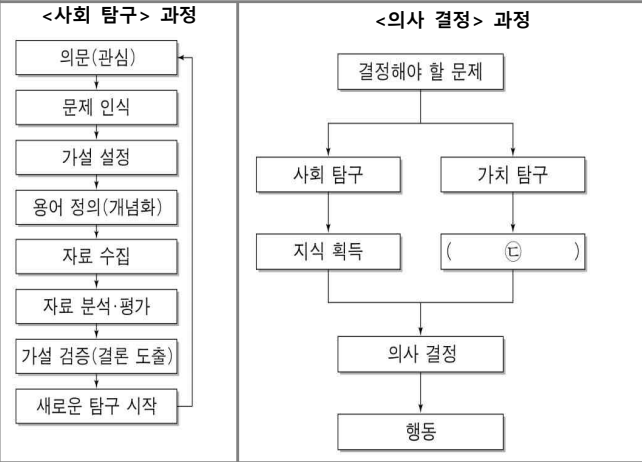 <사회 탐구> 과정
의문(관심)
문제 인식
가설 설정
용어 정의(개념화)
자료 수집
자료 분석·평가
가설 검증(결론 도출)
새로운 탐구 시작
<의사 결정> 과정
결정해야 할 문제
사회 탐구
가치 탐구
지식 획득
( ㉢ )
의사 결정
행동